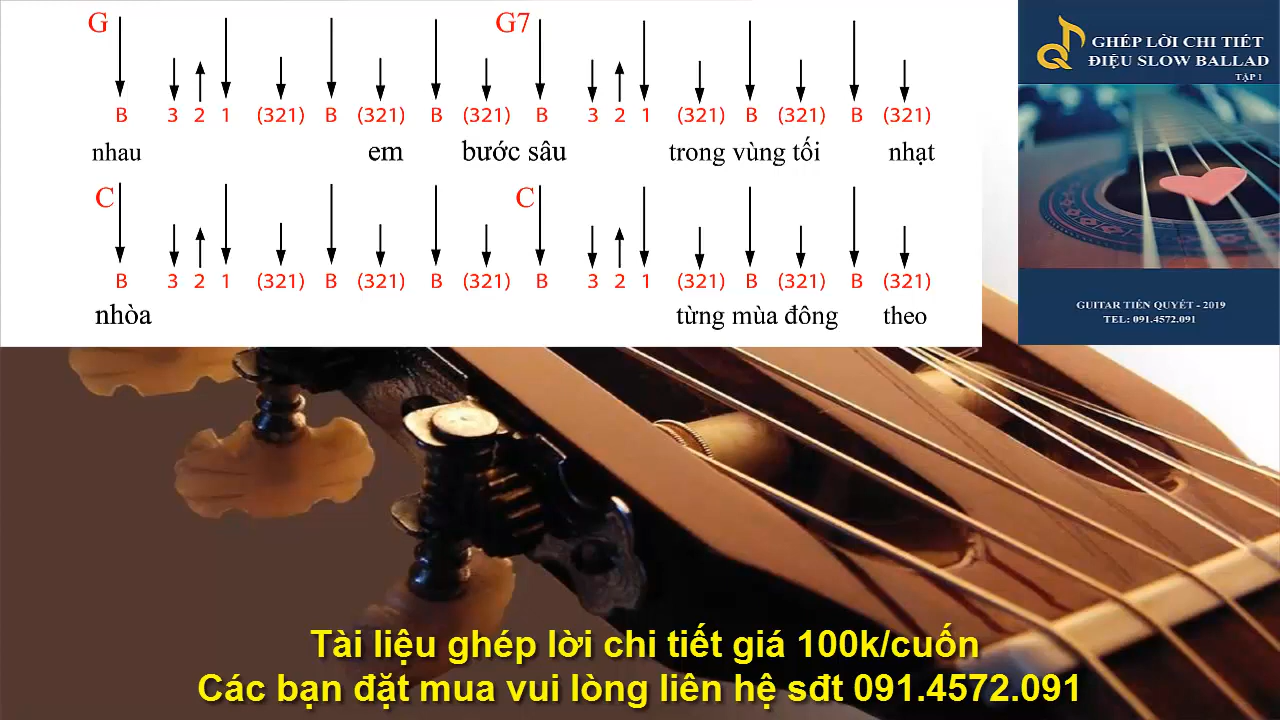 G G7
B 3 2 1 (321) B (321) B (321) B 3 2 1 (321) B (321) B (321)
nhau em bước sâu trong vùng tối nhạt
C C
B 3 2 1 (321) B (321) B (321) B 3 2 1 (321) B (321) B (321)
nhòa từng mùa đông theo
GHÉP LỜI CHI TIẾT
ĐIỆU SLOW BALLAD
TẬP 1
GUITAR TIẾN QUYẾT - 2019
TEL: 091.4572.091
Tài liệu ghép lời chi tiết giá 100k/cuốn
Các bạn đặt mua vui lòng liên hệ sđt 091.4572.091